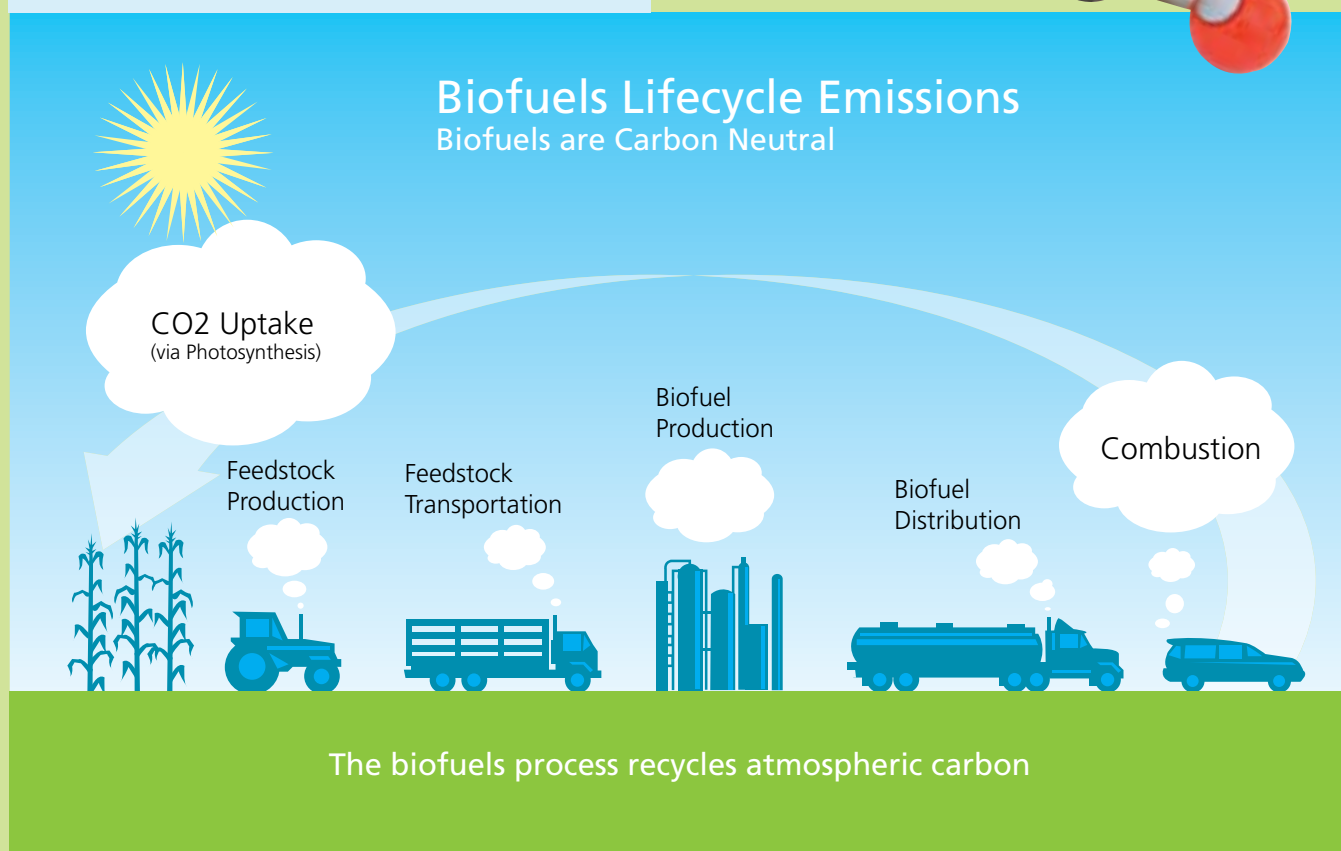 Biofuels Lifecycle Emissions
Biofuels are Carbon Neutral
CO2 Uptake
(via Photosynthesis)
Feedstock
Production
Feedstock
Transportation
Biofuel
Production
Biofuel
Distribution
Combustion
The biofuels process recycles atmospheric carbon